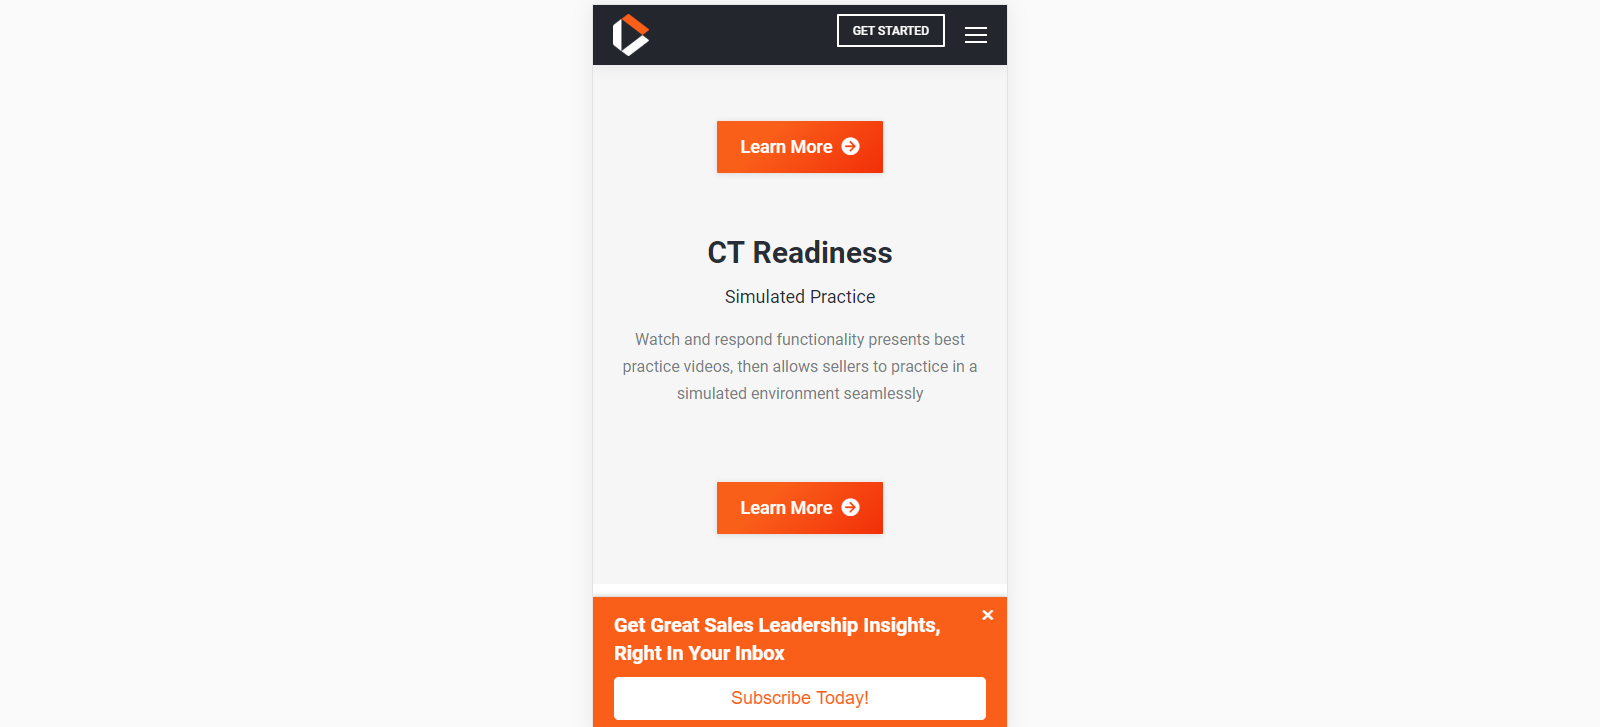 GET STARTED
Learn More
CT Readiness
Simulated Practice
Watch and respond functionality presents best
practice videos, then allows sellers to practice in a
simulated environment seamlessly
Learn More
Get Great Sales Leadership Insights,
Right In Your Inbox
Subscribe Today!